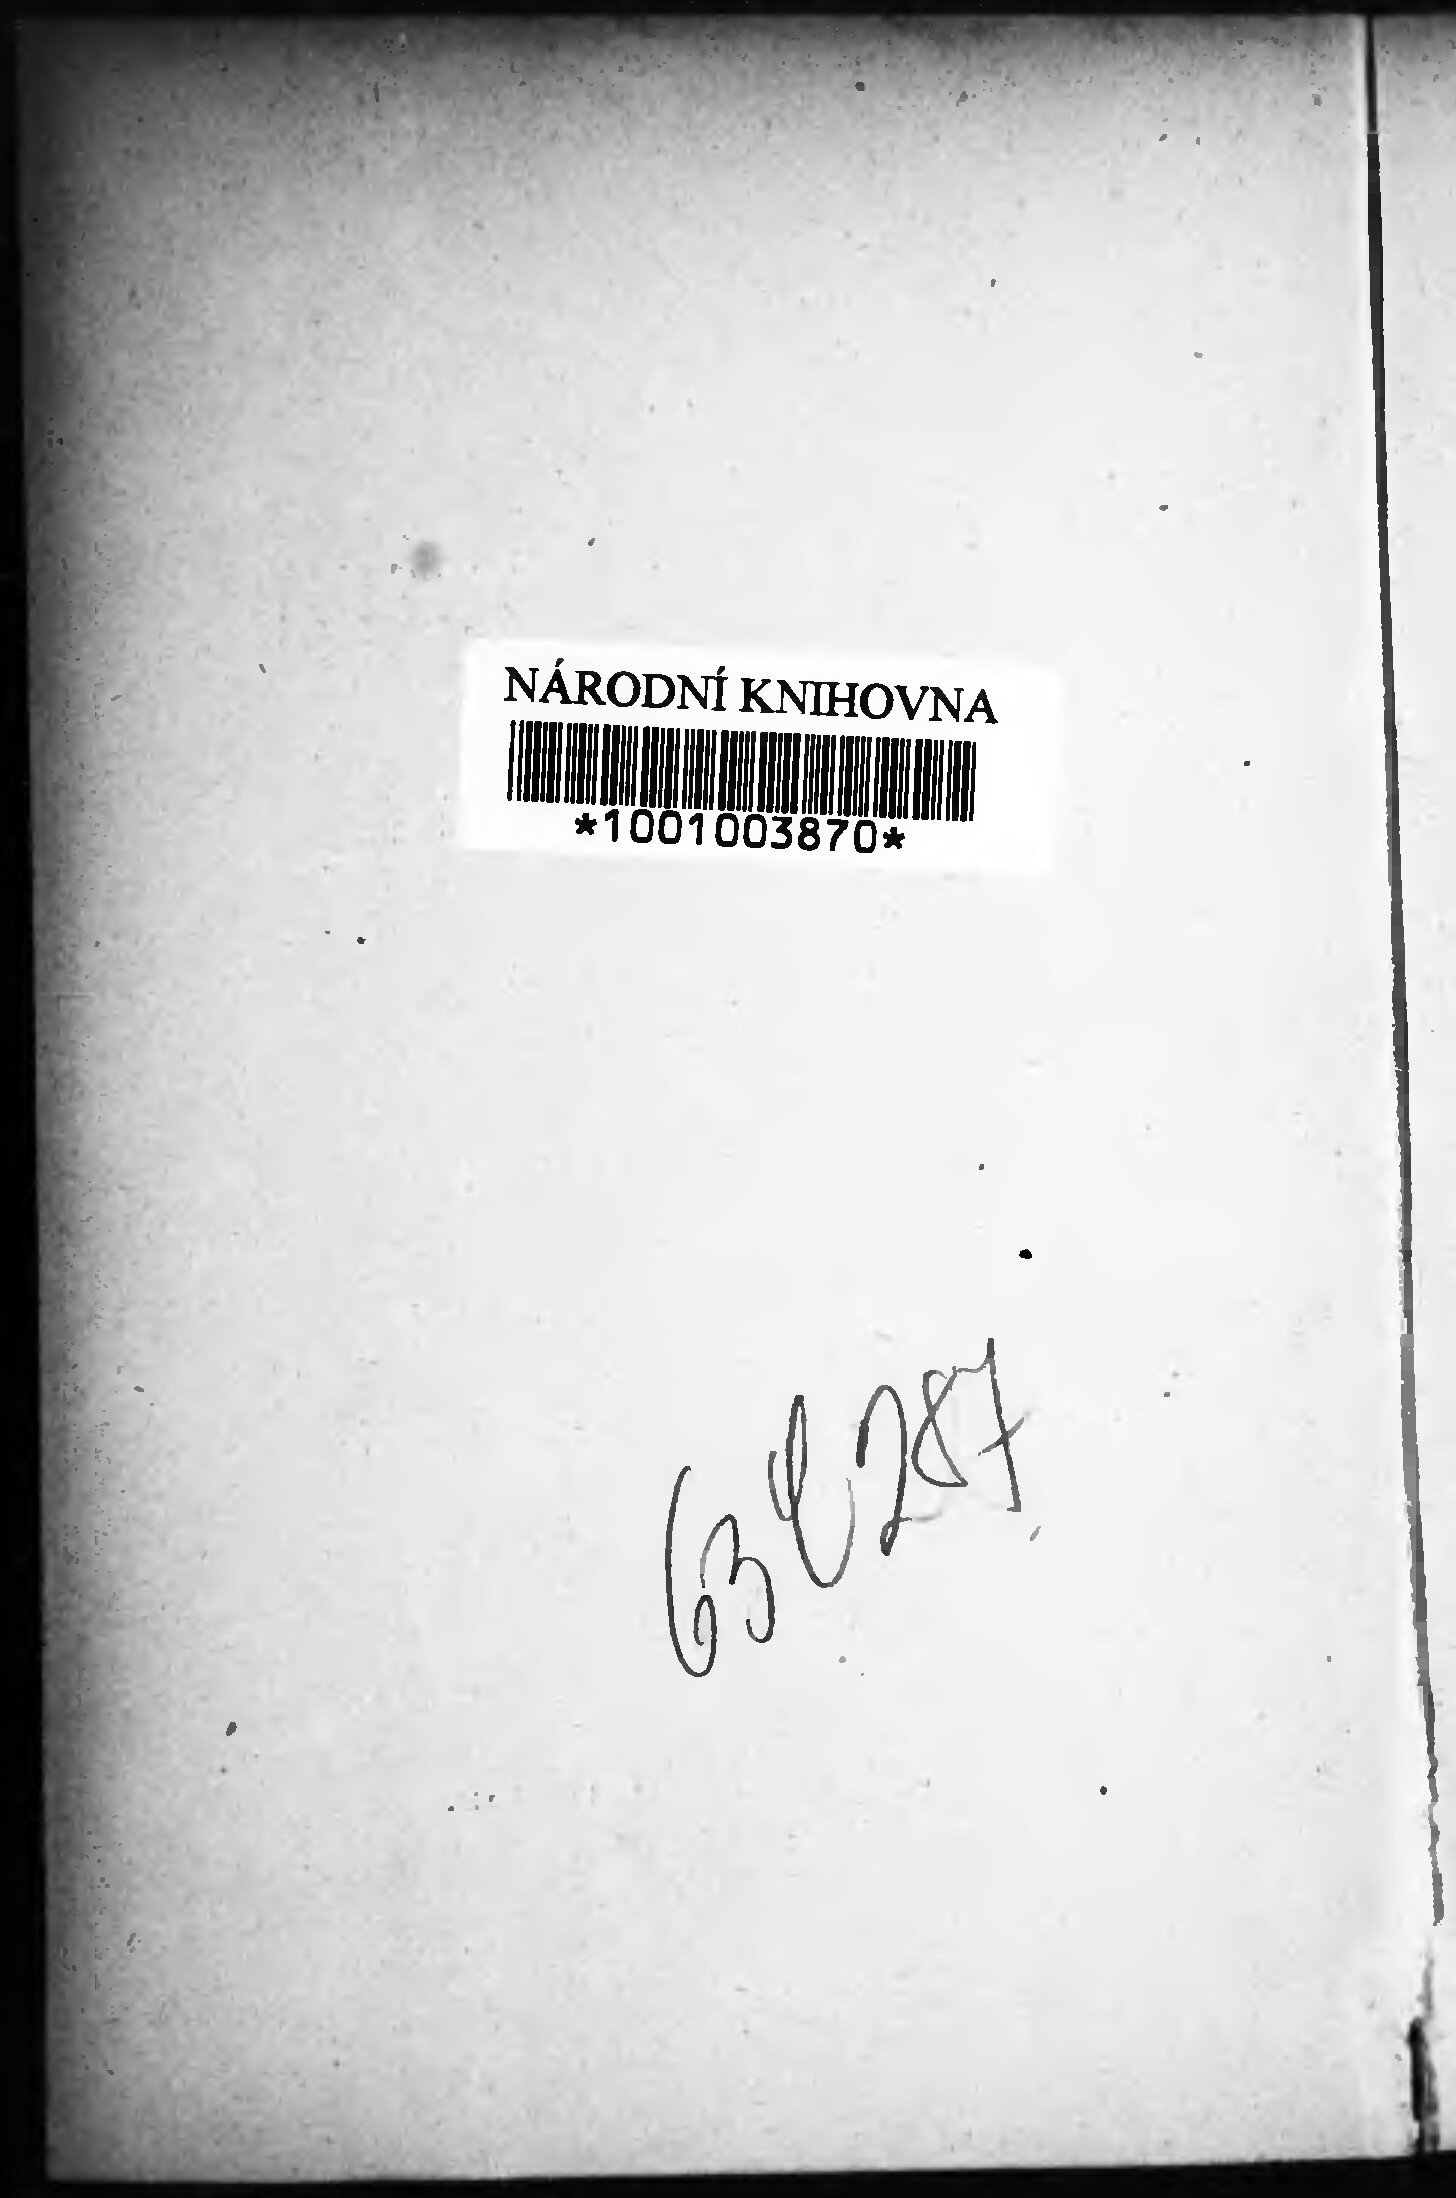 NÁRODNÍ KNIHOVNA
*1001003870*
63 C 287